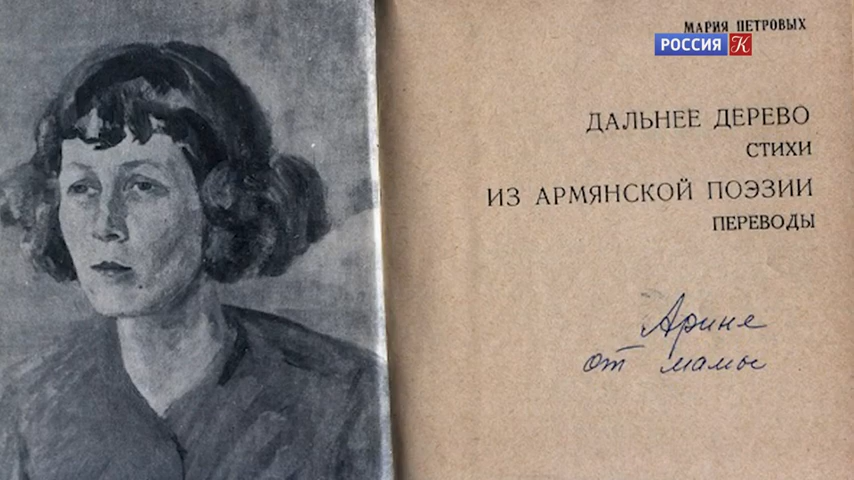 МАРИЯ ПЕТРОВЫХ
РОССИЯ К
ДАЛЬНЕЕ ДЕРЕВО
СТИХИ
ИЗ АРМЯНСКОЙ ПОЭЗИИ
ПЕРЕВОДЫ
Арине
от мамы